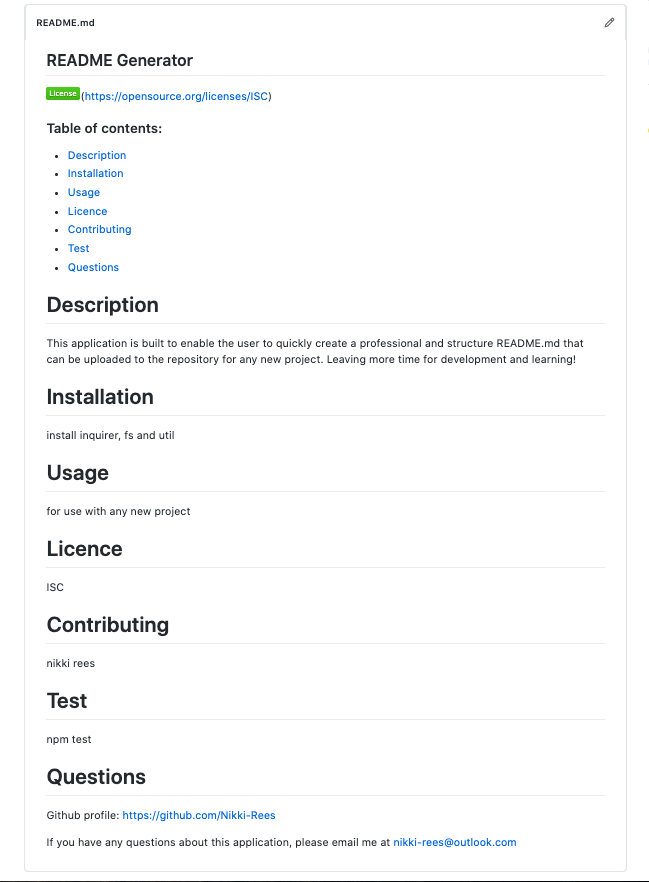 README.md
README Generator
License(https://opensource.org/licenses/ISC)
Table of contents:
Description
Installation
Usage
Licence
Contributing
Test
Questions
Description
This application is built to enable the user to quickly create a professional and structure README.md that
can be uploaded to the repository for any new project. Leaving more time for development and learning!
Installation
install inquirer, fs and util
Usage
for use with any new project
Licence
ISC
Contributing
nikki rees
Test
npm test
Questions
Github profile: https://github.com/Nikki-Rees
If you have any questions about this application, please email me at nikki-rees@outlook.com